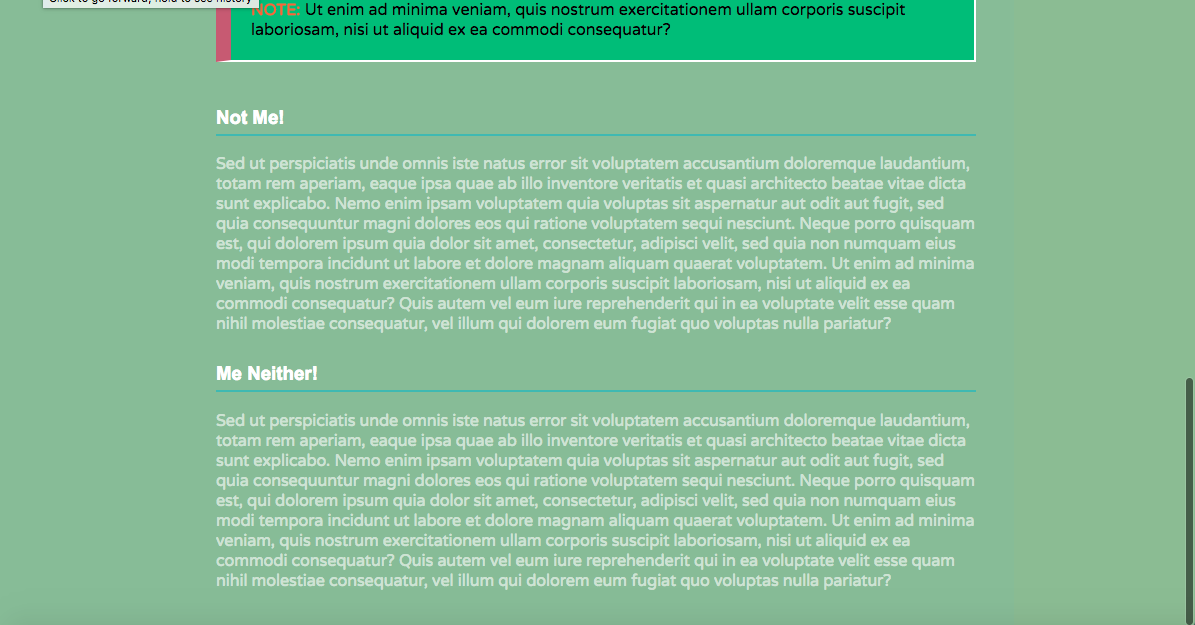 Click to go forward, hold to see history
NOTE: Ut enim ad minima veniam, quis nostrum exercitationem ullam corporis suscipit
laboriosam, nisi ut aliquid ex ea commodi consequatur?
Not Me!
Sed ut perspiciatis unde omnis iste natus error sit voluptatem accusantium doloremque laudantium,
totam rem aperiam, eaque ipsa quae ab illo inventore veritatis et quasi architecto beatae vitae dicta
sunt explicabo. Nemo enim ipsam voluptatem quia voluptas sit aspernatur aut odit aut fugit, sed
quia consequuntur magni dolores eos qui ratione voluptatem sequi nesciunt. Neque porro quisquam
est, qui dolorem ipsum quia dolor sit amet, consectetur, adipisci velit, sed quia non numquam eius
modi tempora incidunt ut labore et dolore magnam aliquam quaerat voluptatem. Ut enim ad minima
veniam, quis nostrum exercitationem ullam corporis suscipit laboriosam, nisi ut aliquid ex ea
commodi consequatur? Quis autem vel eum iure reprehenderit qui in ea voluptate velit esse quam
nihil molestiae consequatur, vel illum qui dolorem eum fugiat quo voluptas nulla pariatur?
Me Neither!
Sed ut perspiciatis unde omnis iste natus error sit voluptatem accusantium doloremque laudantium,
totam rem aperiam, eaque ipsa quae ab illo inventore veritatis et quasi architecto beatae vitae dicta
sunt explicabo. Nemo enim ipsam voluptatem quia voluptas sit aspernatur aut odit aut fugit, sed
quia consequuntur magni dolores eos qui ratione voluptatem sequi nesciunt. Neque porro quisquam
est, qui dolorem ipsum quia dolor sit amet, consectetur, adipisci velit, sed quia non numquam eius
modi tempora incidunt ut labore et dolore magnam aliquam quaerat voluptatem. Ut enim ad minima
veniam, quis nostrum exercitationem ullam corporis suscipit laboriosam, nisi ut aliquid ex ea
commodi consequatur? Quis autem vel eum iure reprehenderit qui in ea voluptate velit esse quam
nihil molestiae consequatur, vel illum qui dolorem eum fugiat quo voluptas nulla pariatur?